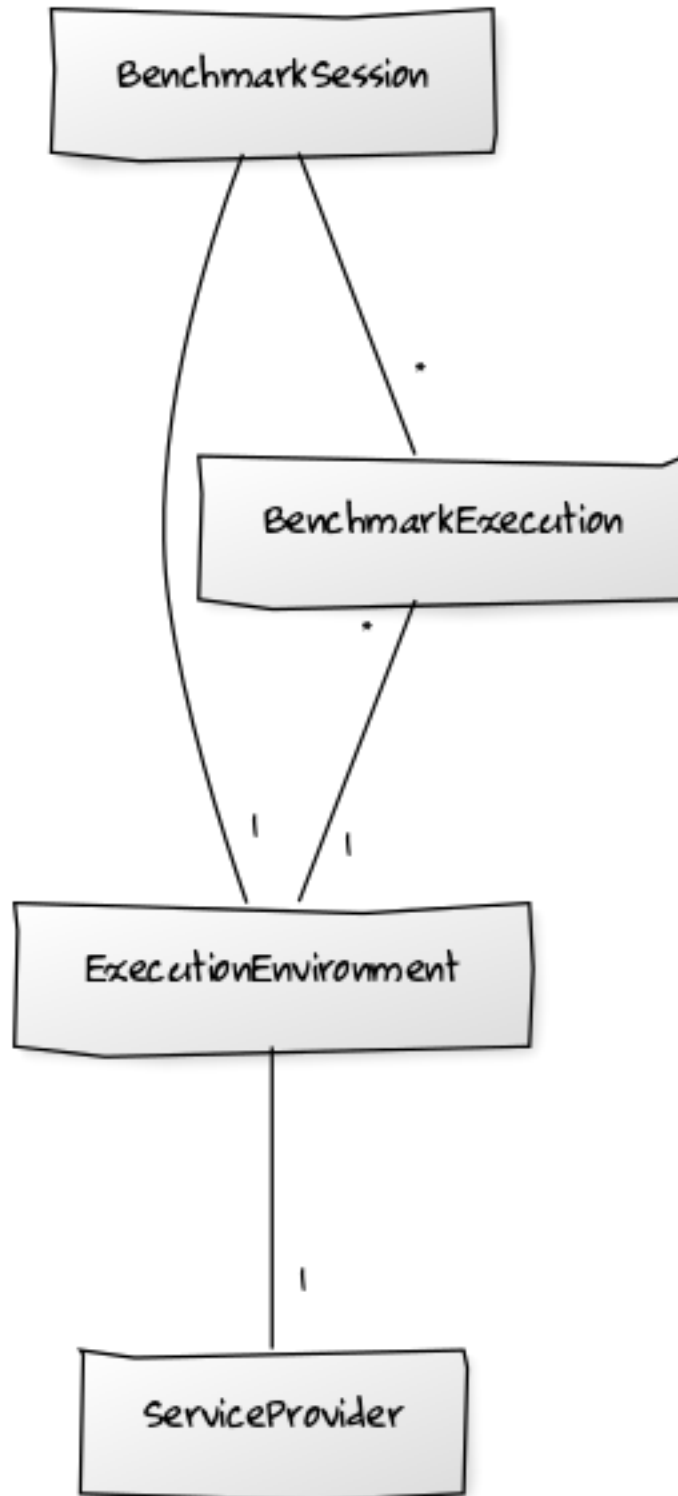 BenchmarkSession
*
BenchmarkExecution
*
1
1
ExecutionEnvironment
1
ServiceProvider